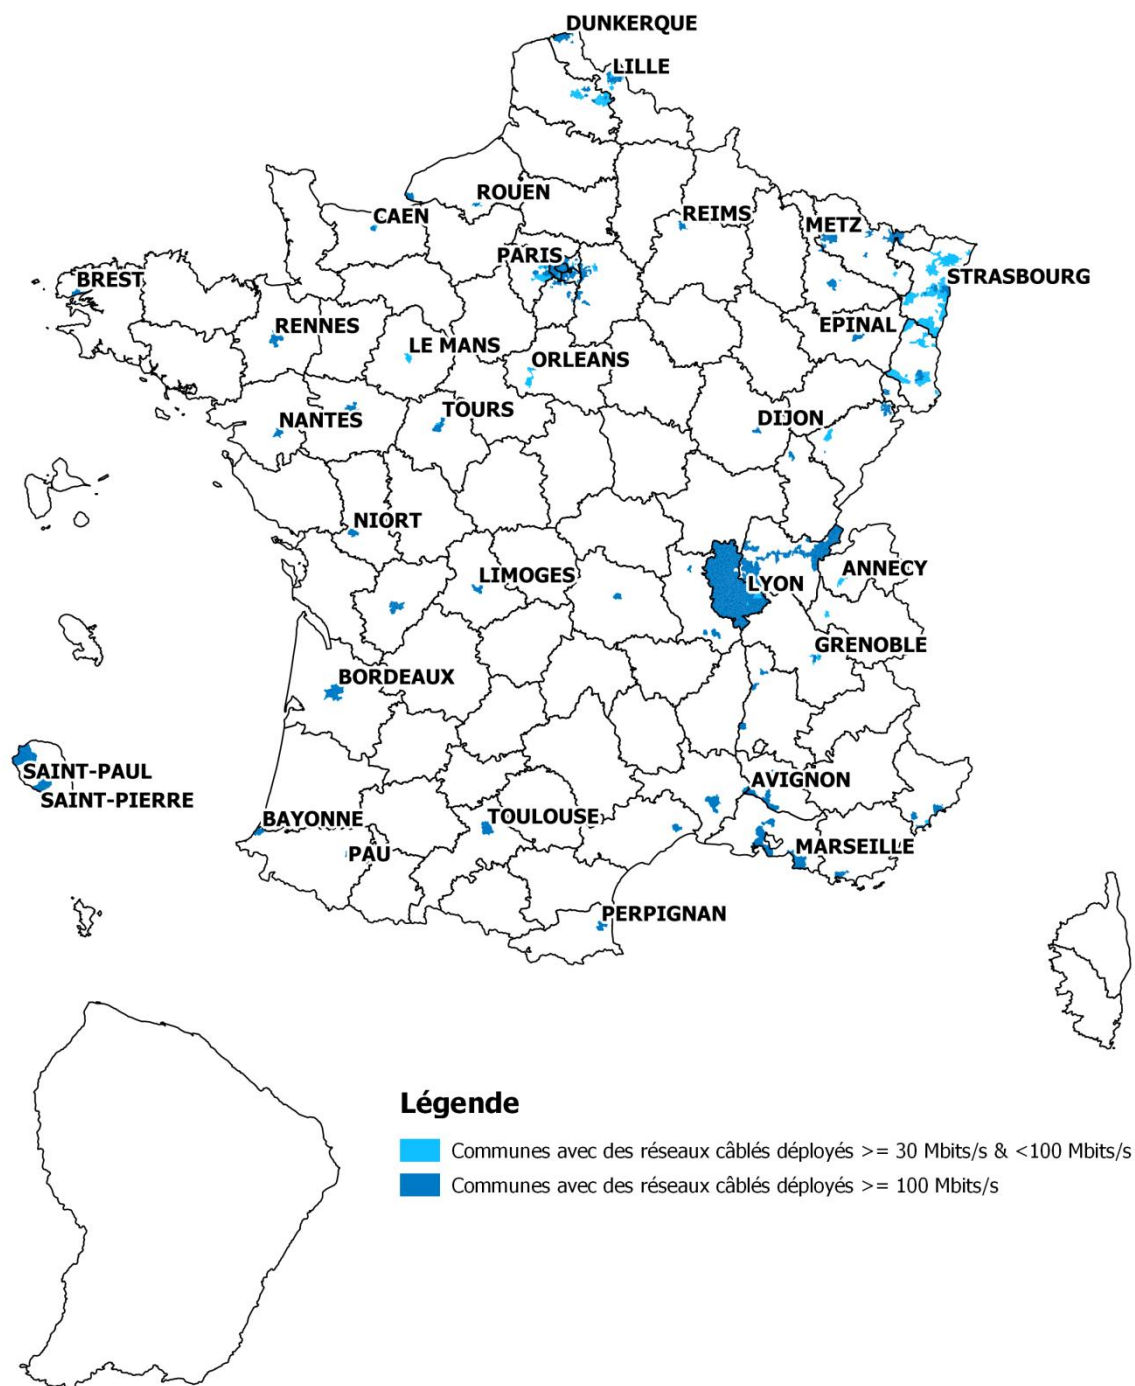 DUNKERQUE
LILLE
ROUEN
CAEN
REIMS
METZ
PARIS
BREST
STRASBOURG
RENNES
EPINAL
LE MANS
ORLEANS
NANTES
TOURS
DIJON
NIORT
LIMOGES
ANNECY
LYON
GRENOBLE
BORDEAUX
SAINT-PAUL
AVIGNON
SAINT-PIERRE
BAYONNE
TOULOUSE
PAU
MARSEILLE
PERPIGNAN
Légende
Communes avec des réseaux câblés déployés >= 30 Mbits/s & <100 Mbits/s
Communes avec des réseaux câblés déployés >= 100 Mbits/s